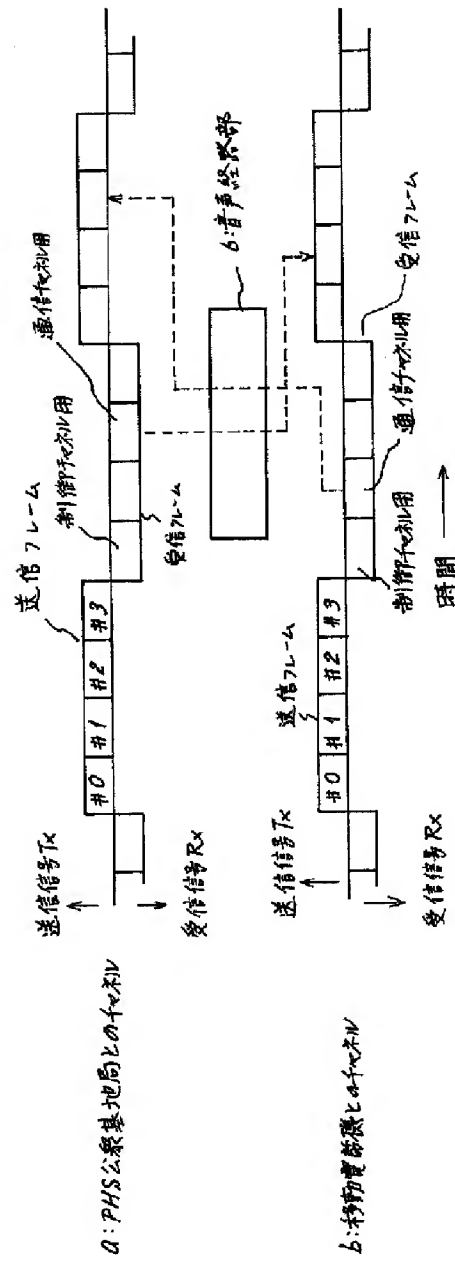 a:PHS公衆基地局とのチャネル
送信信号Tx
受信信号Rx
#0 #1 #2 #3
送信フレーム
制御チャネル用
通信チャネル用
受信フレーム
6:音声経路部
b:移動電話機とのチャネル
送信信号Tx
受信信号Rx
#0 #1 #2 #3
送信フレーム
制御チャネル用
通信チャネル用
受信フレーム
時間